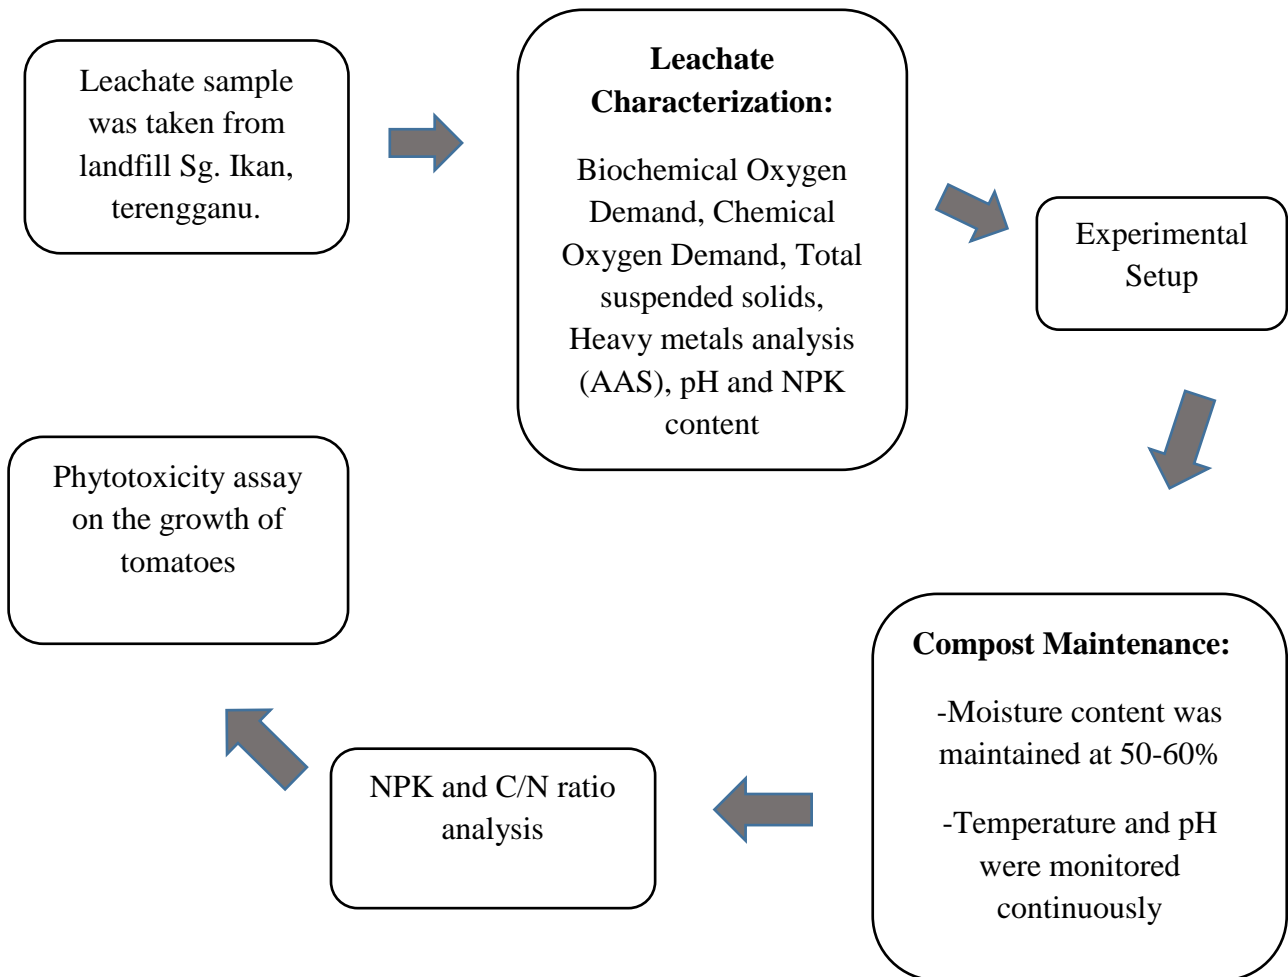 Leachate sample
was taken from
landfill Sg. Ikan,
terengganu.
Leachate
Characterization:
Biochemical Oxygen
Demand, Chemical
Oxygen Demand, Total
suspended solids,
Heavy metals analysis
(AAS), pH and NPK
content
Experimental
Setup
Compost Maintenance:
-Moisture content was
maintained at 50-60%
-Temperature and pH
were monitored
continuously
NPK and C/N ratio
analysis
Phytotoxicity assay
on the growth of
tomatoes